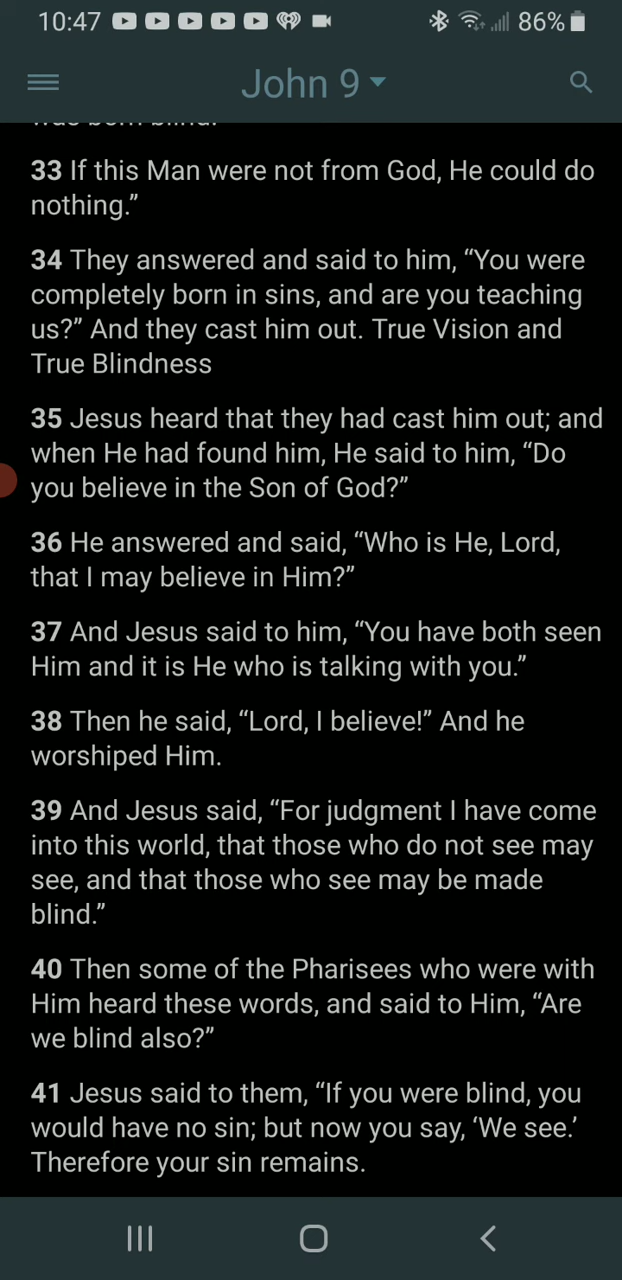 10:47 86%
John 9
33 If this Man were not from God, He could do
nothing.”
34 They answered and said to him, “You were
completely born in sins, and are you teaching
us?” And they cast him out. True Vision and
True Blindness
35 Jesus heard that they had cast him out; and
when He had found him, He said to him, “Do
you believe in the Son of God?”
36 He answered and said, “Who is He, Lord,
that I may believe in Him?”
37 And Jesus said to him, “You have both seen
Him and it is He who is talking with you.”
38 Then he said, “Lord, I believe!” And he
worshiped Him.
39 And Jesus said, “For judgment I have come
into this world, that those who do not see may
see, and that those who see may be made
blind.”
40 Then some of the Pharisees who were with
Him heard these words, and said to Him, “Are
we blind also?”
41 Jesus said to them, “If you were blind, you
would have no sin; but now you say, ‘We see.’
Therefore your sin remains.